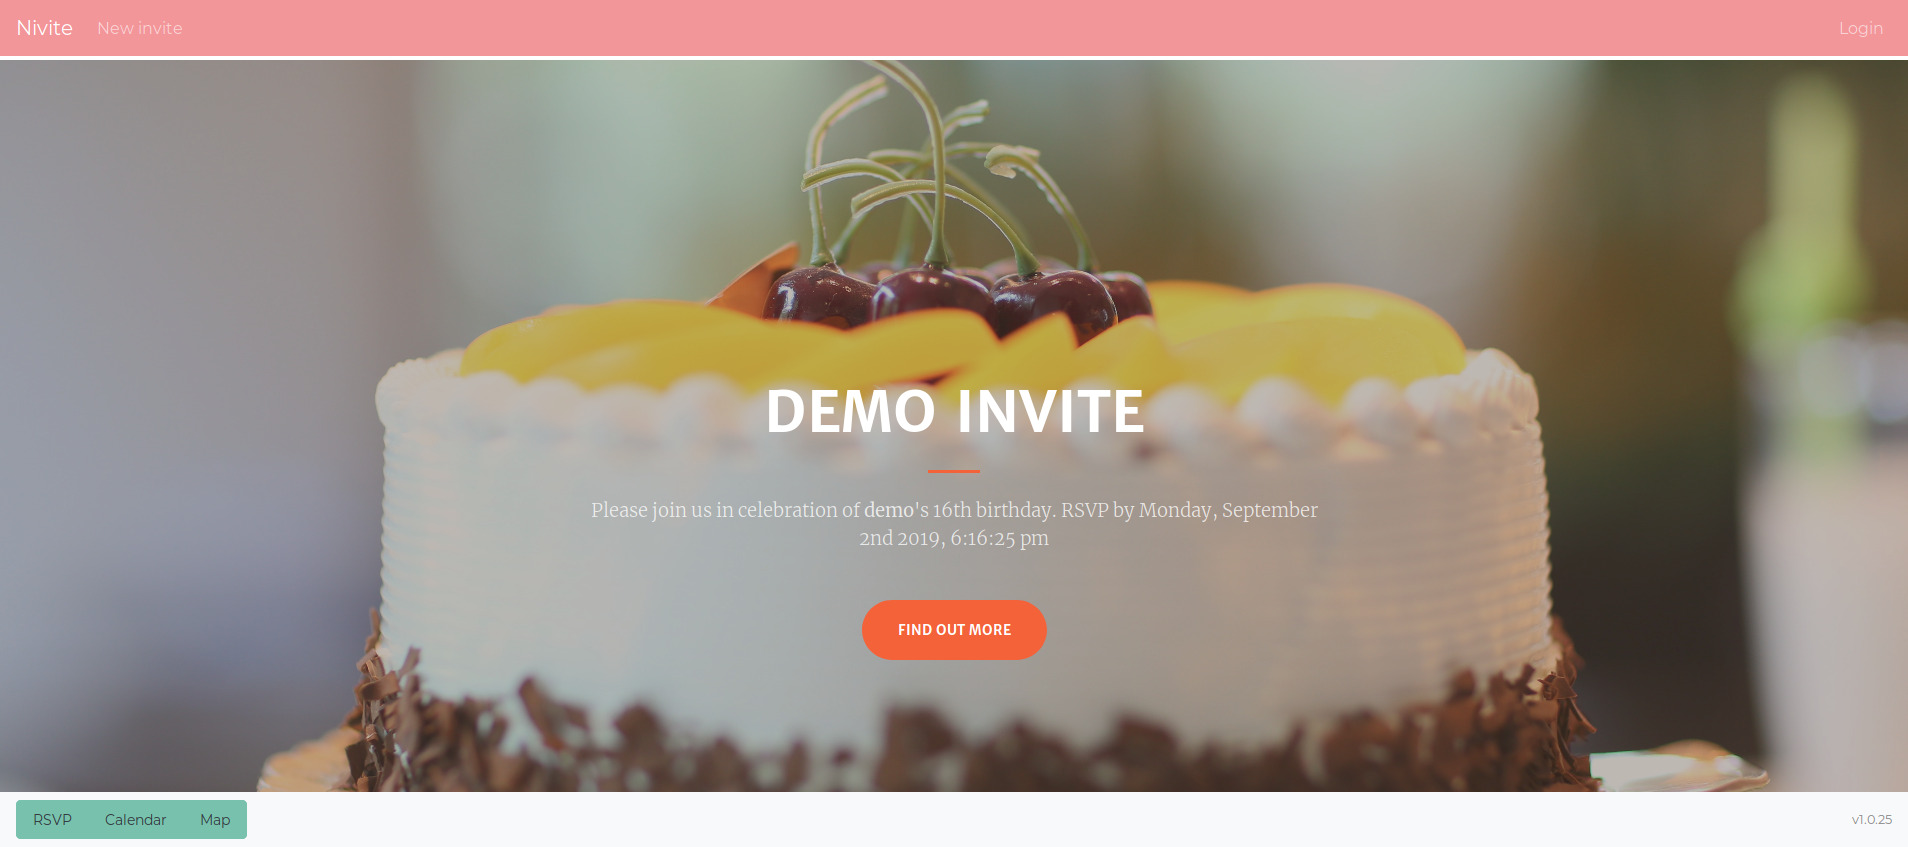 Nivite New invite Login
DEMO INVITE
Please join us in celebration of demo's 16th birthday. RSVP by Monday, September
2nd 2019, 6:16:25 pm
FIND OUT MORE
RSVP Calendar Map v1.0.25